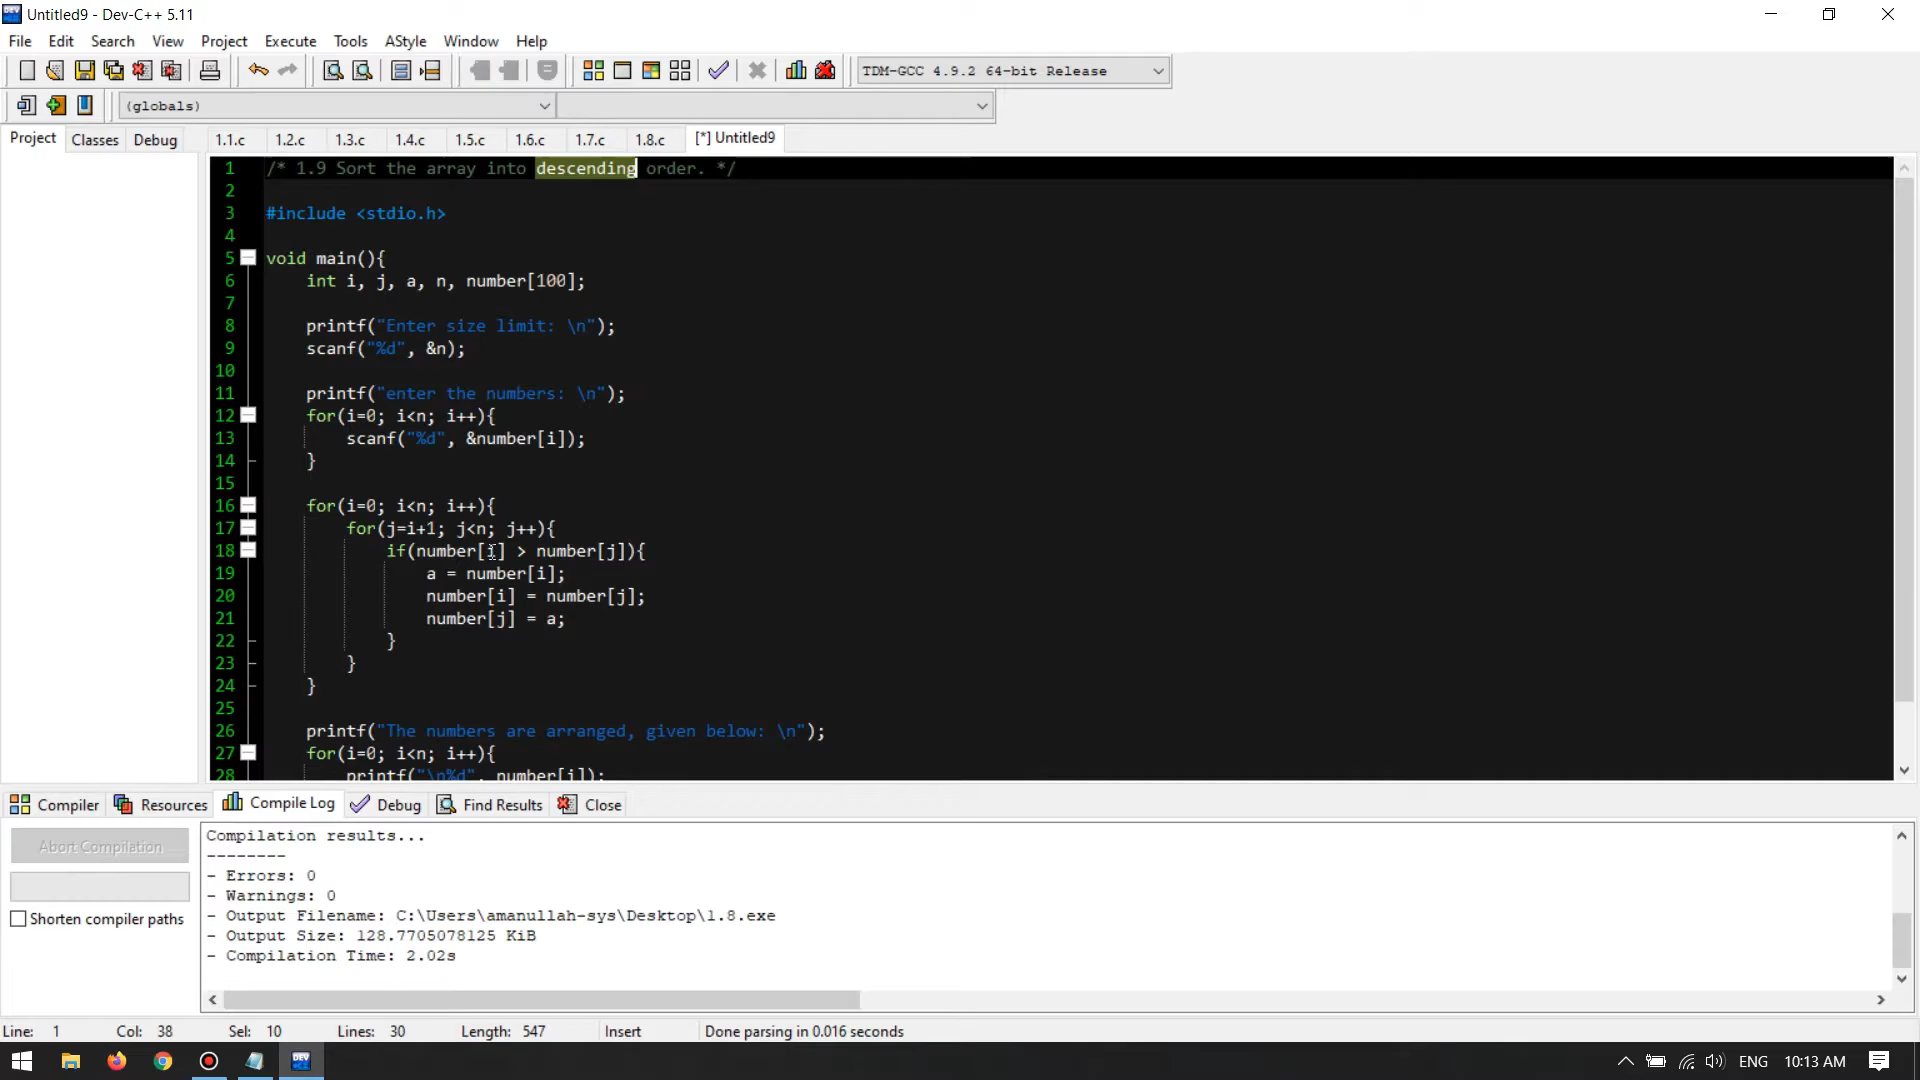 Untitled9 - Dev-C++ 5.11
File Edit Search View Project Execute Tools AStyle Window Help
TDM-GCC 4.9.2 64-bit Release
(globals)
Project Classes Debug 1.1.c 1.2.c 1.3.c 1.4.c 1.5.c 1.6.c 1.7.c 1.8.c [*] Untitled9
1 /* 1.9 Sort the array into descending order. */
2
3 #include <stdio.h>
4
5 void main(){
6 int i, j, a, n, number[100];
7
8 printf("Enter size limit: \n");
9 scanf("%d", &n);
10
11 printf("enter the numbers: \n");
12 for(i=0; i<n; i++){
13 scanf("%d", &number[i]);
14 }
15
16 for(i=0; i<n; i++){
17 for(j=i+1; j<n; j++){
18 if(number[i] > number[j]){
19 a = number[i];
20 number[i] = number[j];
21 number[j] = a;
22 }
23 }
24 }
25
26 printf("The numbers are arranged, given below: \n");
27 for(i=0; i<n; i++){
28 printf("\n%d", number[i]);
Compiler Resources Compile Log Debug Find Results Close
Abort Compilation
Shorten compiler paths
Compilation results...
--------
- Errors: 0
- Warnings: 0
- Output Filename: C:\Users\amanullah-sys\Desktop\1.8.exe
- Output Size: 128.7705078125 KiB
- Compilation Time: 2.02s
Line: 1 Col: 38 Sel: 10 Lines: 30 Length: 547 Insert Done parsing in 0.016 seconds
DEV C++ ENG 10:13 AM